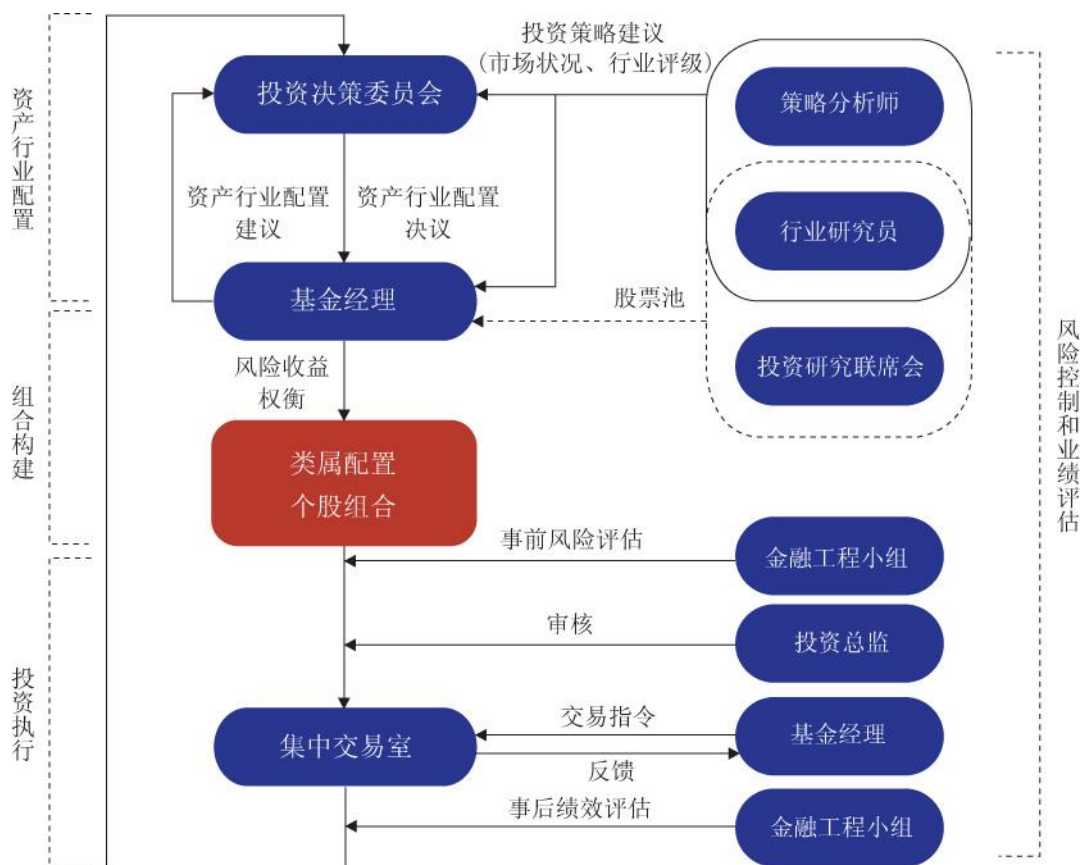 投资策略建议
(市场状况、行业评级)
投资决策委员会
策略分析师
资产行业配置
资产行业配置
建议
资产行业配置
决议
行业研究员
基金经理
股票池
投资研究联席会
风险收益
权衡
组合构建
类属配置
个股组合
风险控制和业绩评估
事前风险评估
金融工程小组
审核
投资总监
投资执行
集中交易室
交易指令
反馈
基金经理
事后绩效评估
金融工程小组